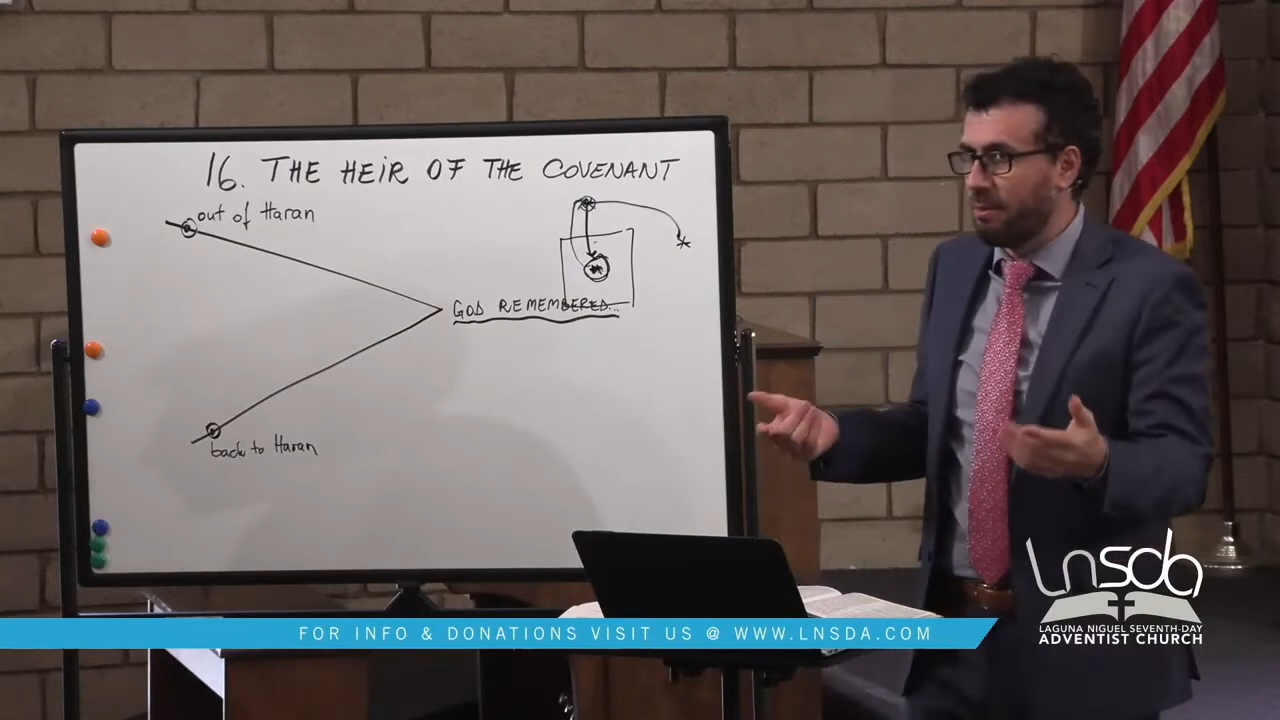 16. THE HEIR OF THE COVENANT
out of Haran
GOD REMEMBERED...
back to Haran
FOR INFO & DONATIONS VISIT US @ WWW.LNSDA.COM
Lnsda
LAGUNA NIGUEL SEVENTH-DAY
ADVENTIST CHURCH